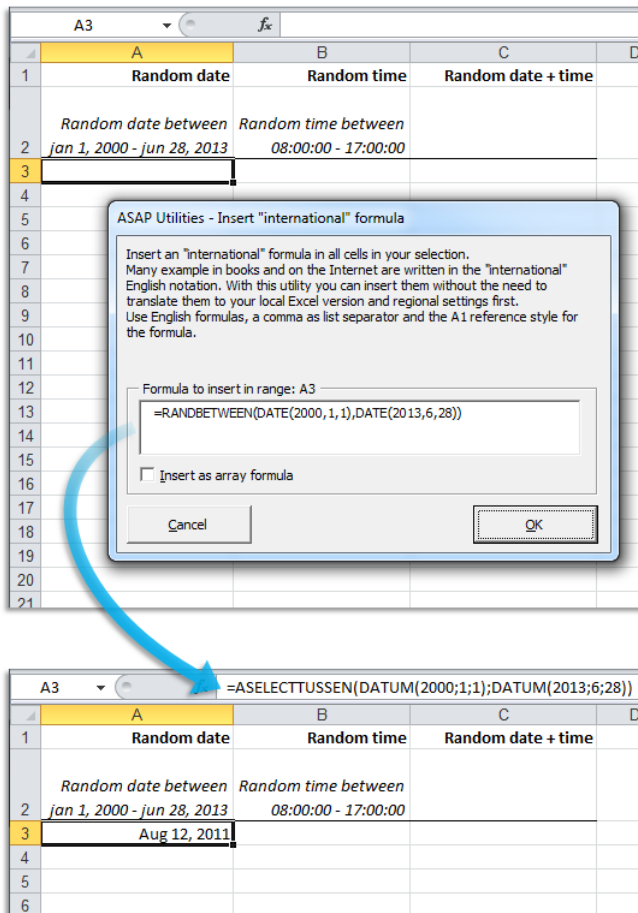 A3 fx
A B C D
1 Random date Random time Random date + time
Random date between Random time between
2 jan 1, 2000 - jun 28, 2013 08:00:00 - 17:00:00
3
4
5
6
7
8
9
10
11
12
13
14
15
16
17
18
19
20
21
ASAP Utilities - Insert "international" formula
Insert an "international" formula in all cells in your selection.
Many example in books and on the Internet are written in the "international"
English notation. With this utility you can insert them without the need to
translate them to your local Excel version and regional settings first.
Use English formulas, a comma as list separator and the A1 reference style for
the formula.
Formula to insert in range: A3
=RANDBETWEEN(DATE(2000,1,1),DATE(2013,6,28))
Insert as array formula
Cancel OK
A3 fx =ASELECTTUSSEN(DATUM(2000;1;1);DATUM(2013;6;28))
A B C D
1 Random date Random time Random date + time
Random date between Random time between
2 jan 1, 2000 - jun 28, 2013 08:00:00 - 17:00:00
3 Aug 12, 2011
4
5
6